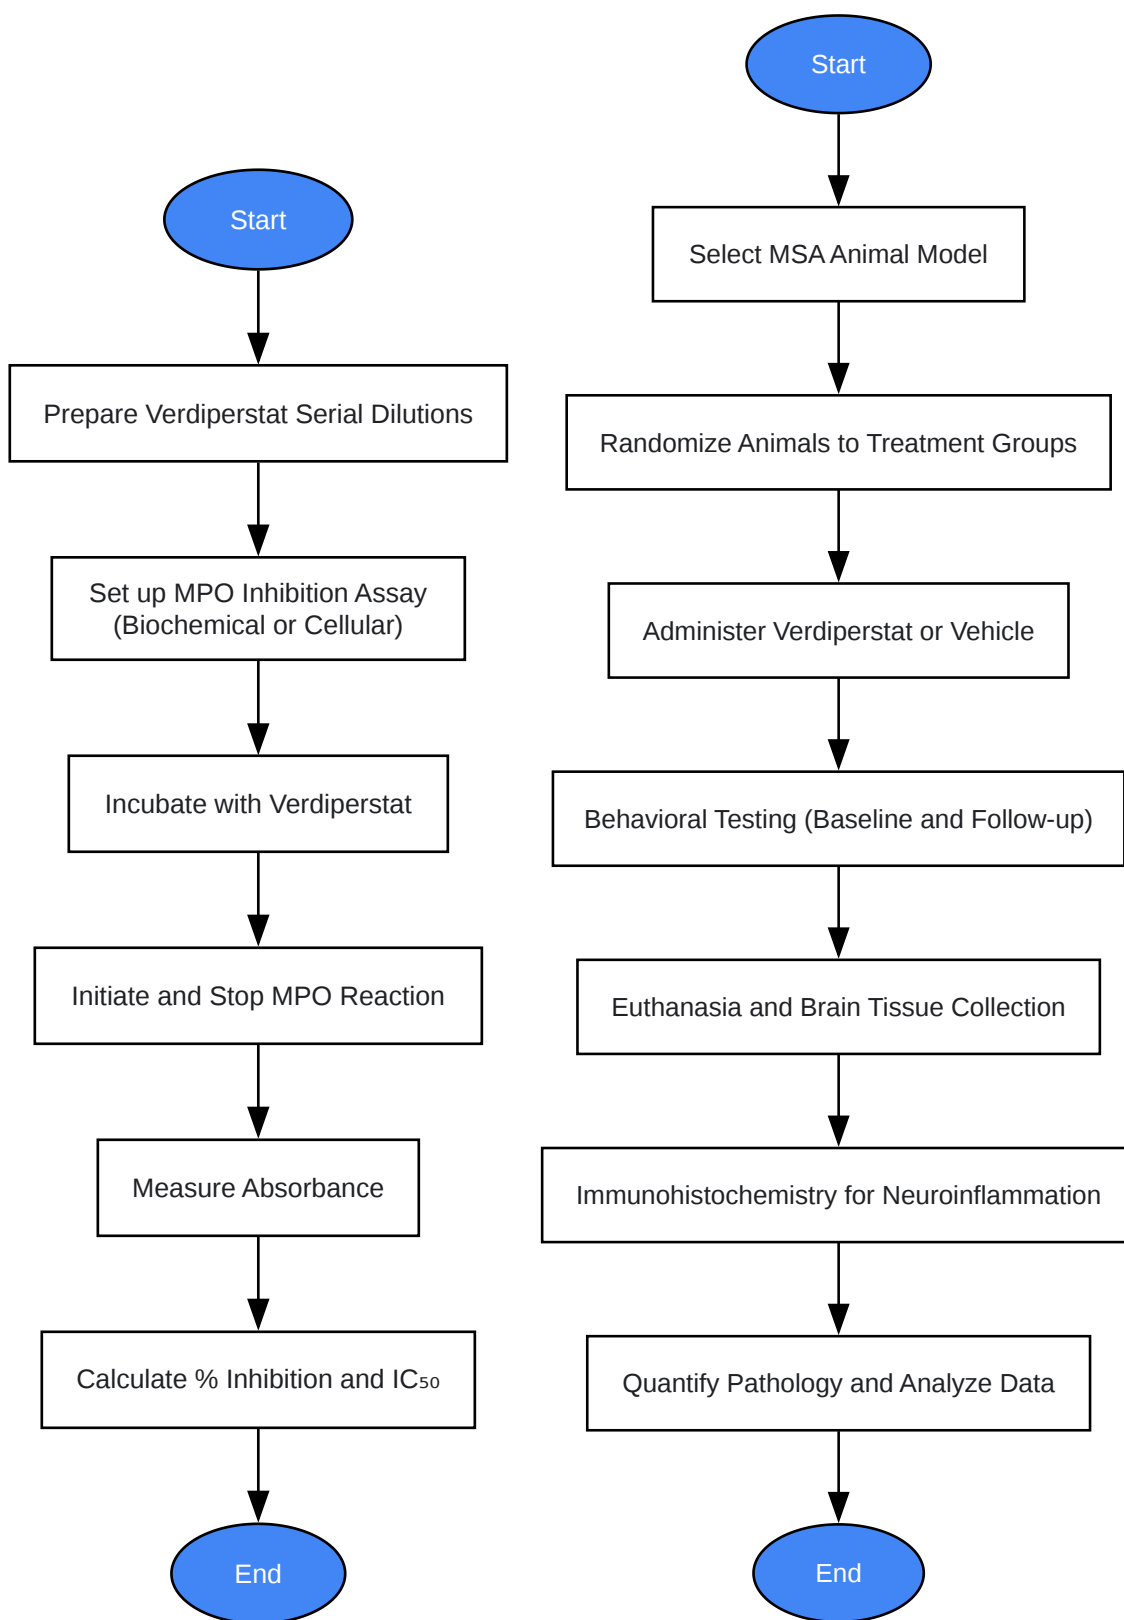 Start
Prepare Verdiperstat Serial Dilutions
Set up MPO Inhibition Assay
(Biochemical or Cellular)
Incubate with Verdiperstat
Initiate and Stop MPO Reaction
Measure Absorbance
Calculate % Inhibition and IC₅₀
End
Start
Select MSA Animal Model
Randomize Animals to Treatment Groups
Administer Verdiperstat or Vehicle
Behavioral Testing (Baseline and Follow-up)
Euthanasia and Brain Tissue Collection
Immunohistochemistry for Neuroinflammation
Quantify Pathology and Analyze Data
End